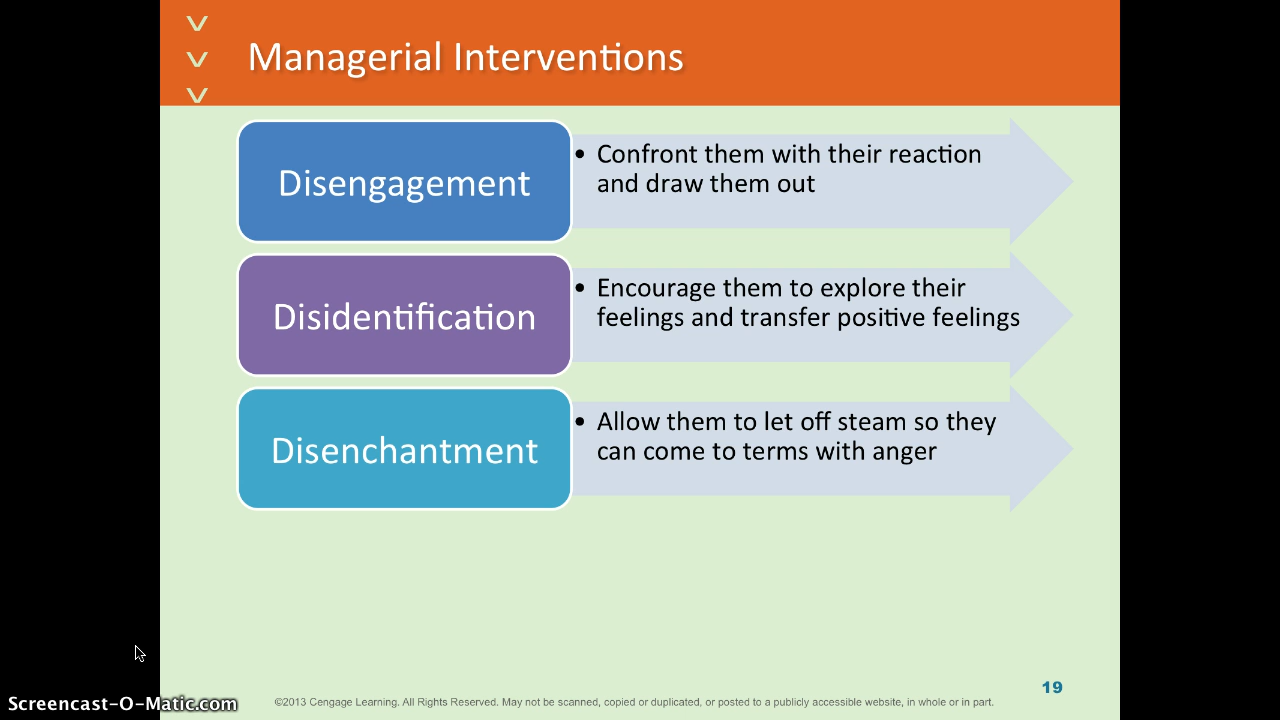 Managerial Interventions
Disengagement
• Confront them with their reaction
and draw them out
Disidentification
• Encourage them to explore their
feelings and transfer positive feelings
Disenchantment
• Allow them to let off steam so they
can come to terms with anger
19
©2013 Cengage Learning. All Rights Reserved. May not be scanned, copied or duplicated, or posted to a publicly accessible website, in whole or in part.
Screencast-O-Matic.com